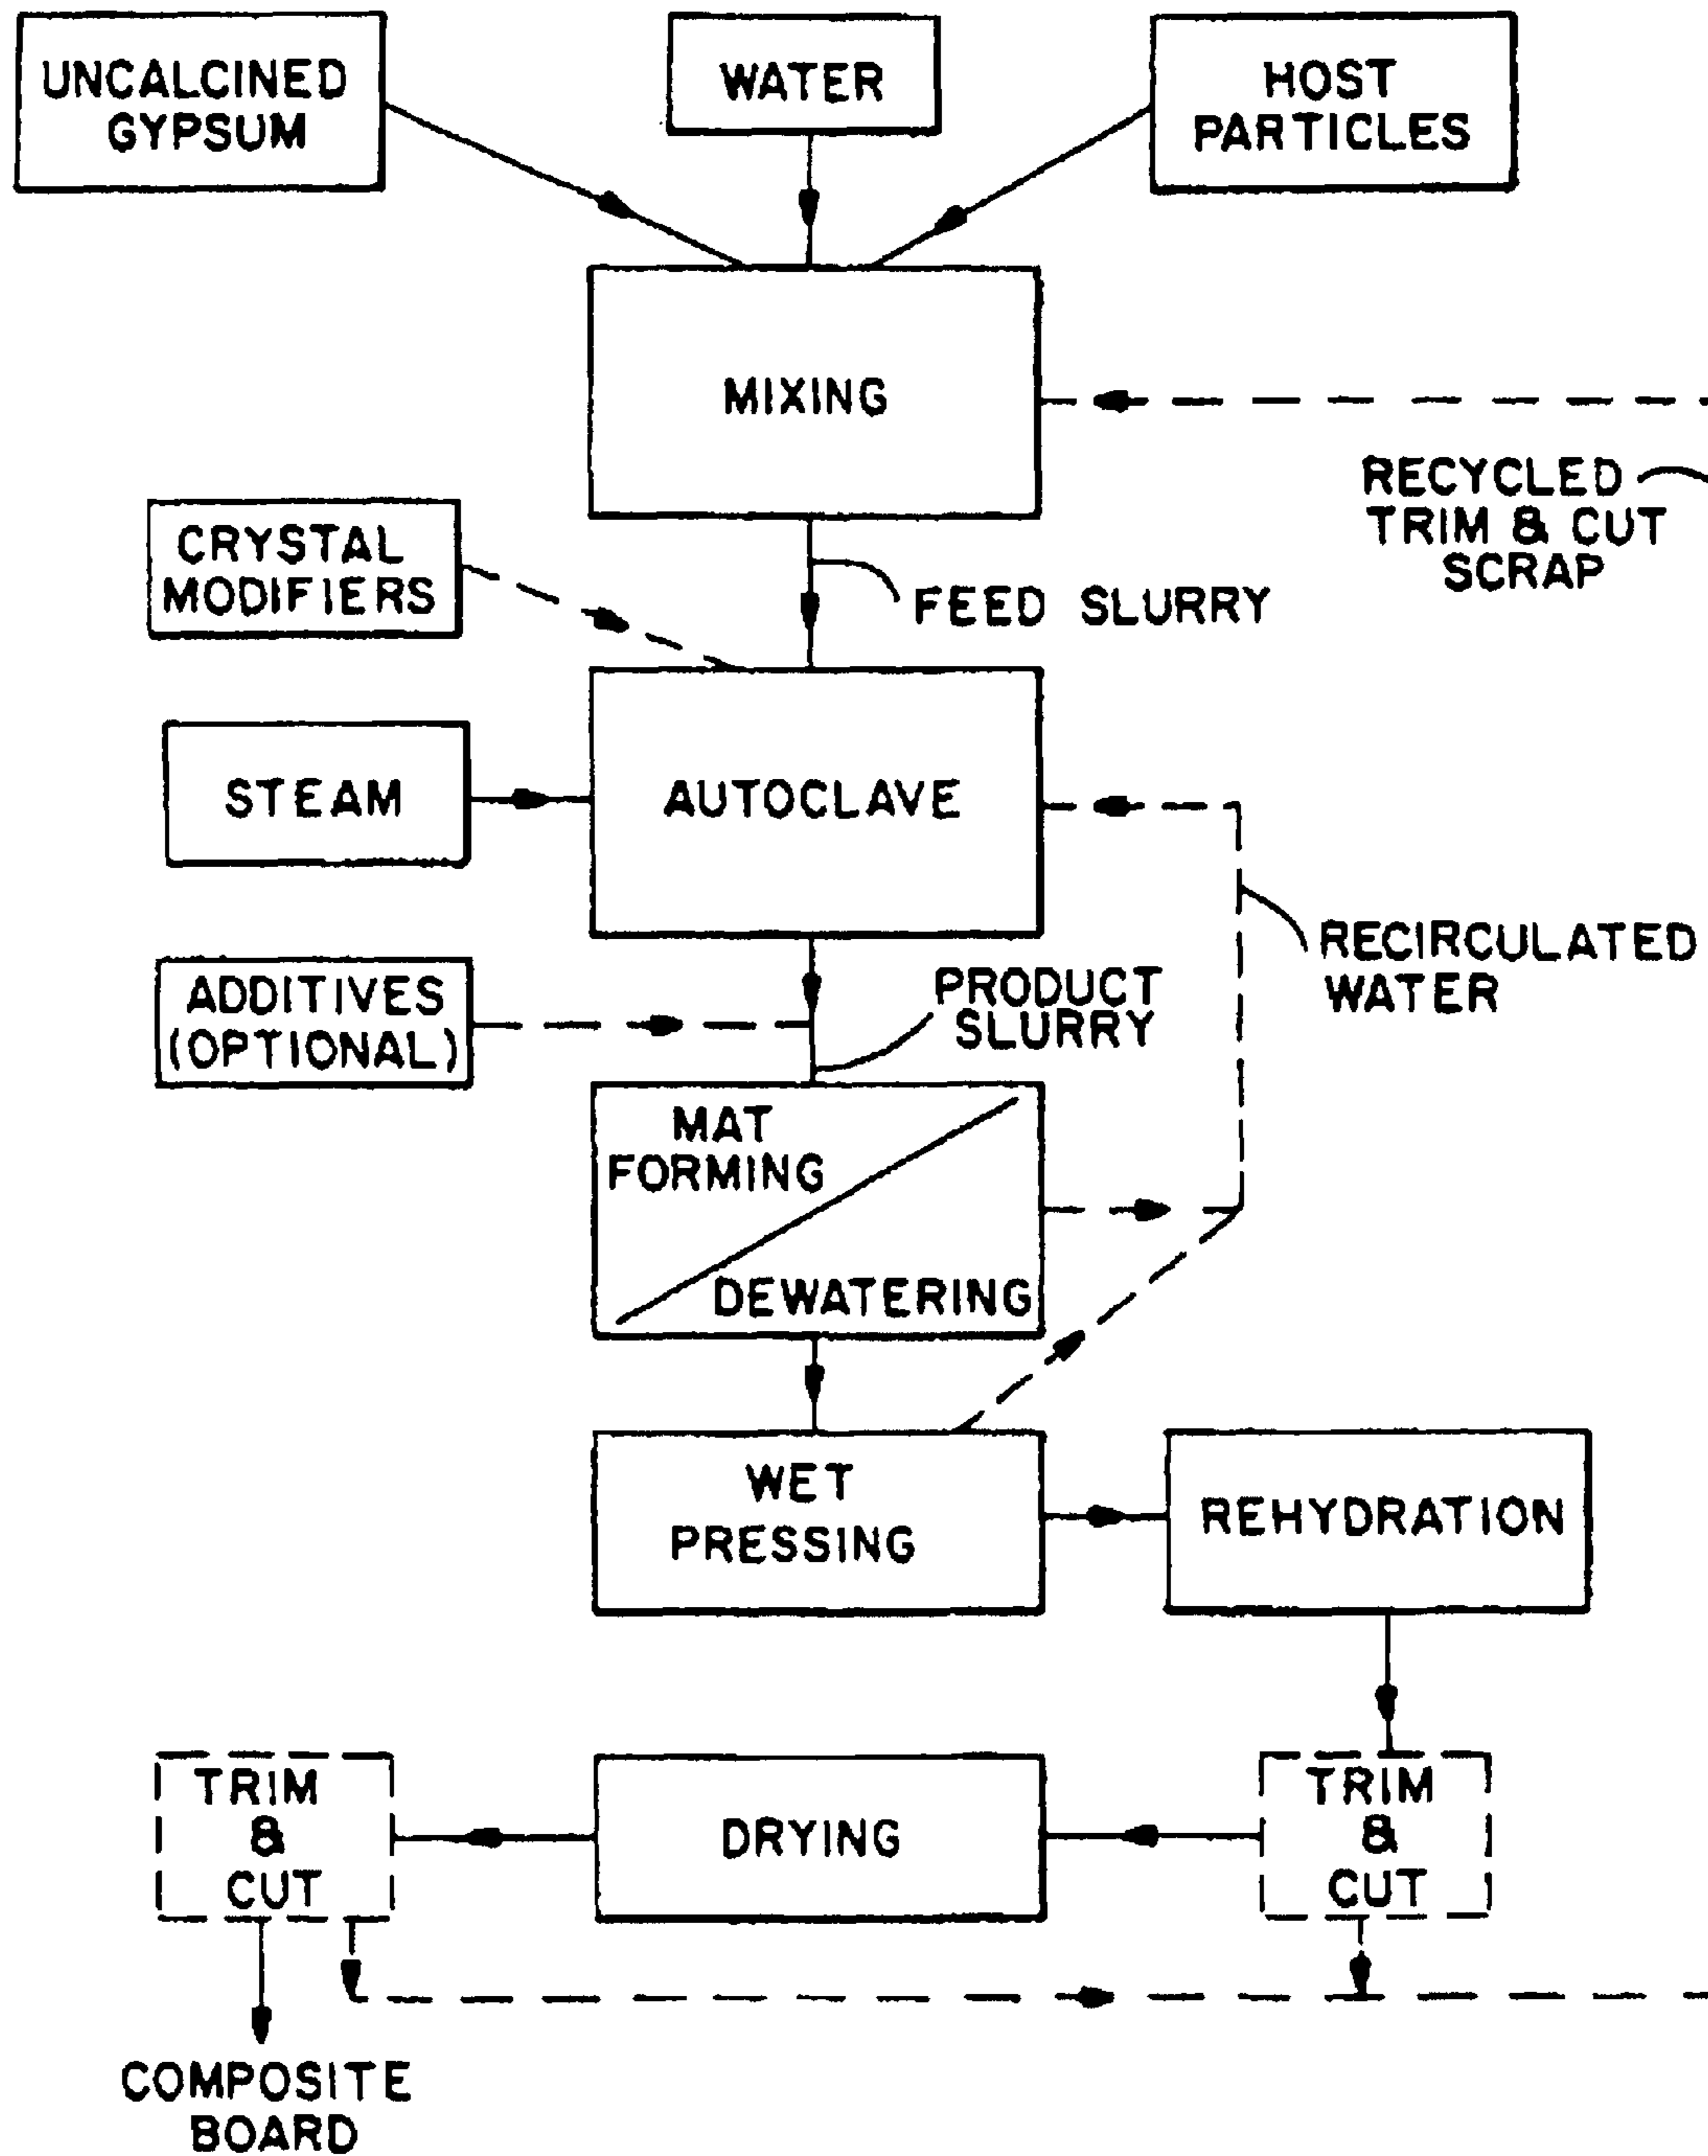 UNCALCINED
GYPSUM
WATER
HOST
PARTICLES
MIXING
RECYCLED
TRIM & CUT
SCRAP
CRYSTAL
MODIFIERS
FEED SLURRY
STEAM
AUTOCLAVE
RECIRCULATED
WATER
ADDITIVES
(OPTIONAL)
PRODUCT
SLURRY
MAT
FORMING
DEWATERING
WET
PRESSING
REHYDRATION
TRIM
&
CUT
DRYING
TRIM
&
CUT
COMPOSITE
BOARD